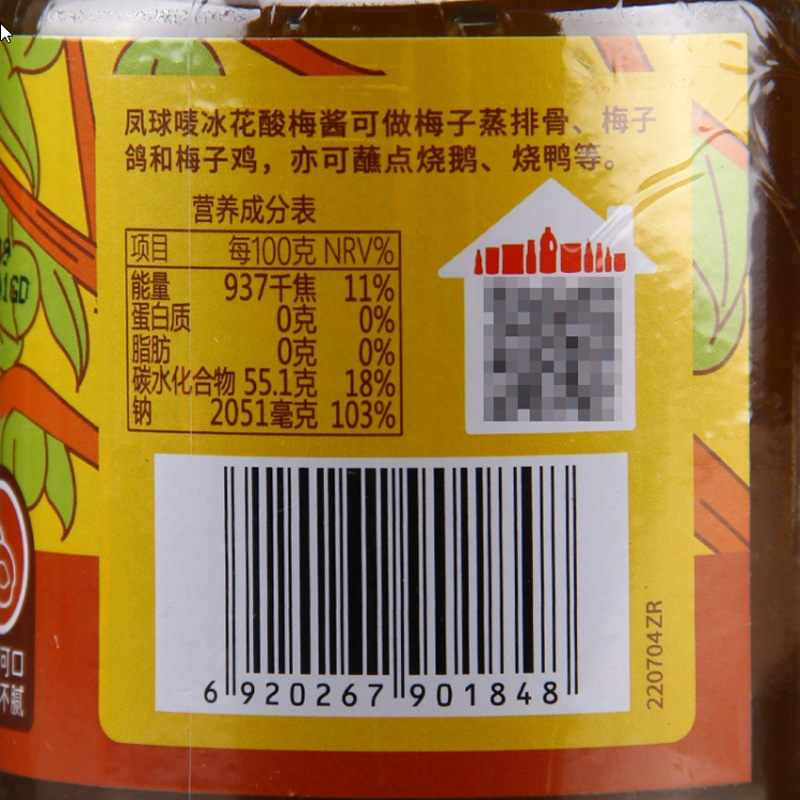 凤球唛冰花酸梅酱可做梅子蒸排骨、梅子
鸽和梅子鸡，亦可蘸点烧鹅、烧鸭等。
营养成分表
项目 每100克 NRV%
能量 937千焦 11%
蛋白质 0克 0%
脂肪 0克 0%
碳水化合物 55.1克 18%
钠 2051毫克 103%
6 920267 901848
220704ZR
可口
不腻